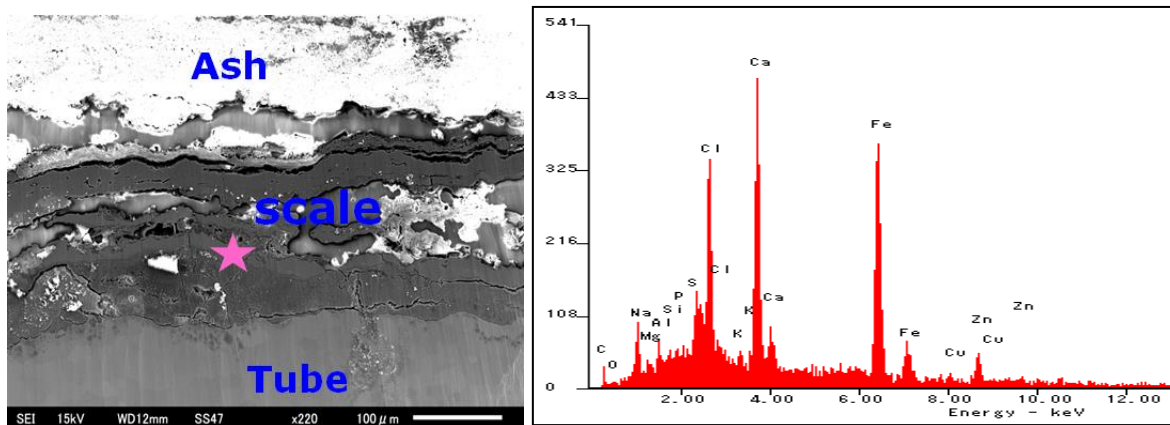 Ash
scale
Tube
SEI 15kV WD12mm SS47 x220 100μm
541
433
325
216
108
0
C
O
Na
Mg
Al
Si
P
S
Cl
Cl
K
K
Ca
Ca
Fe
Fe
Cu
Zn
Cu
Zn
2.00 4.00 6.00 8.00 10.00 12.00
Energy - keV